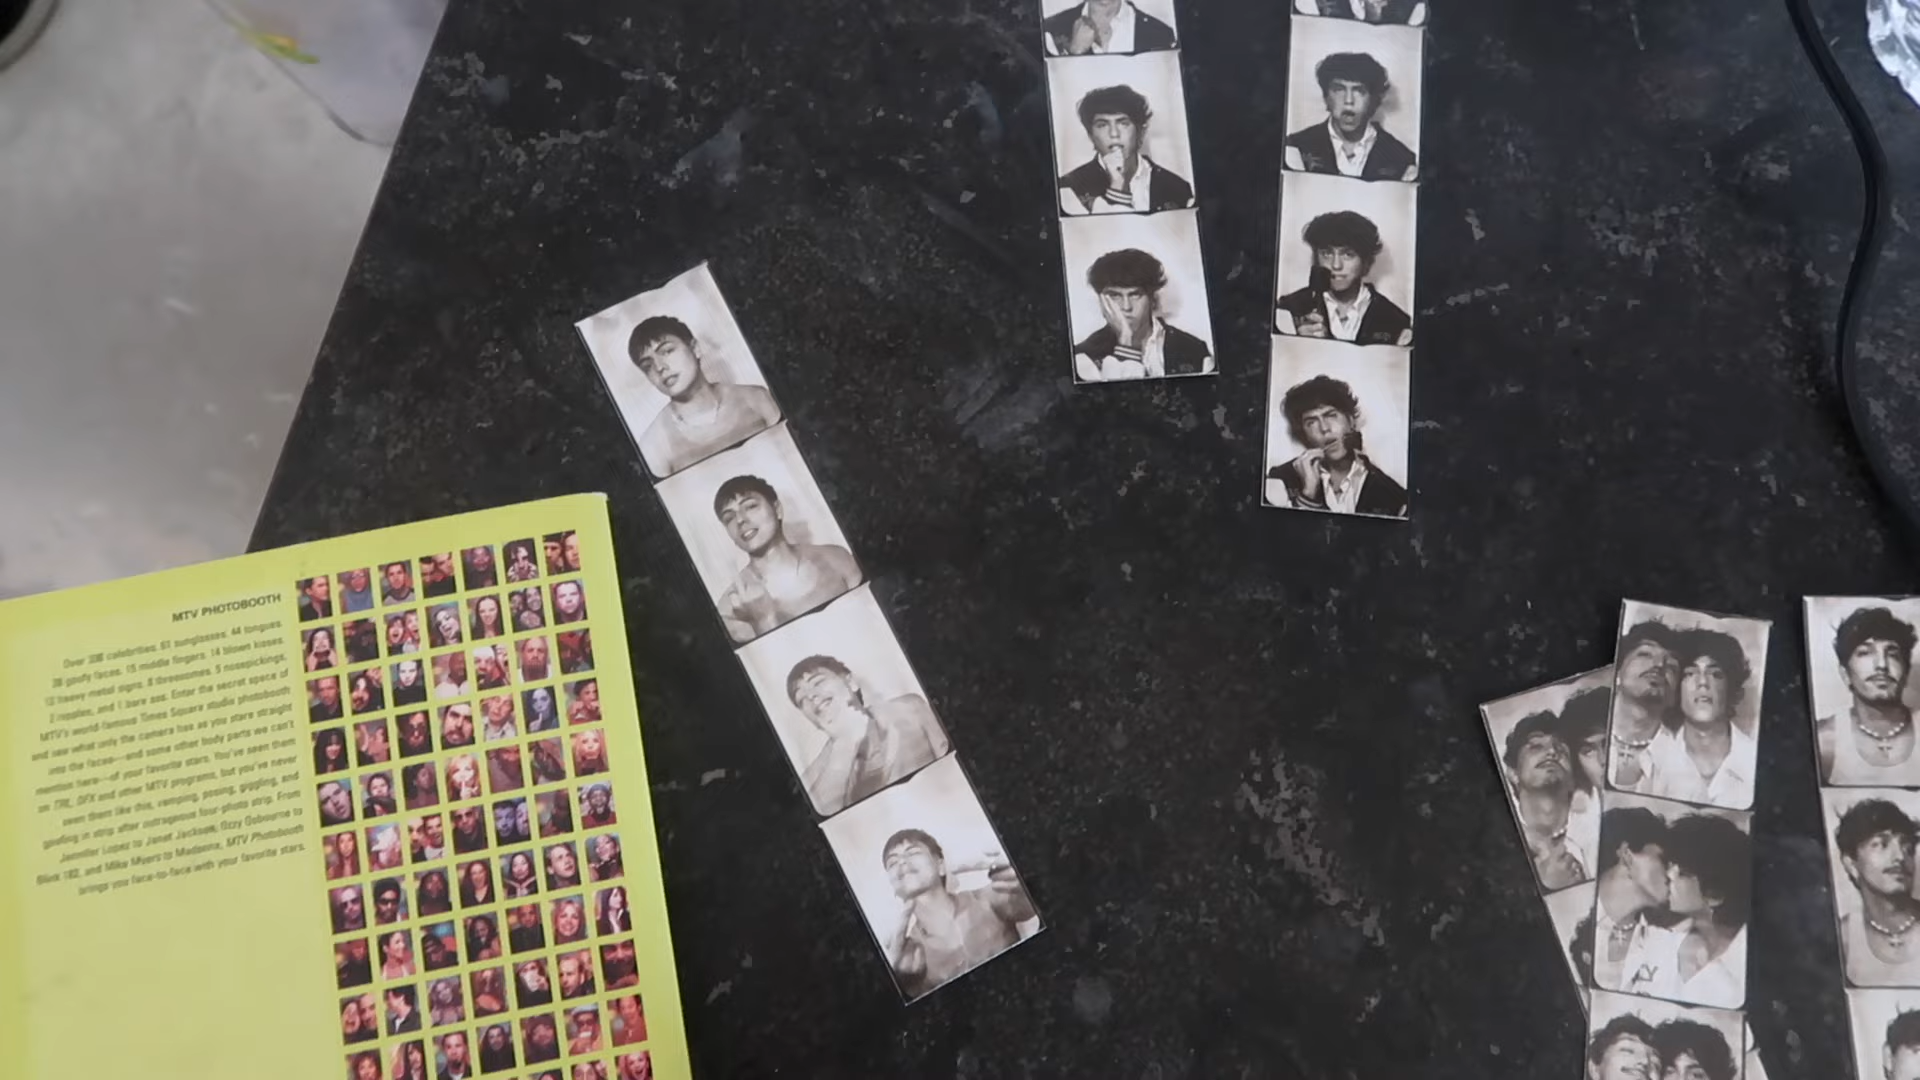 MTV PHOTOBOOTH
Over 338 celebrities. 61 sunglasses. 44 tongues.
38 goofy faces. 15 middle fingers. 14 blown kisses.
12 heavy metal signs. 8 threesomes. 5 nosepickings.
2 nipples, and 1 bare ass. Enter the secret space of
MTV's world-famous Times Square studio photobooth
and see what only the camera has as you stare straight
into the faces—and some other body parts we can't
mention here—of your favorite stars. You've seen them
on TRL, DFX and other MTV programs, but you've never
seen them like this, vamping, posing, giggling, and
goofing in strip after outrageous four-photo strip. From
Jennifer Lopez to Janet Jackson, Ozzy Osbourne to
Blink 182, and Mike Myers to Madonna, MTV Photobooth
brings you face-to-face with your favorite stars.